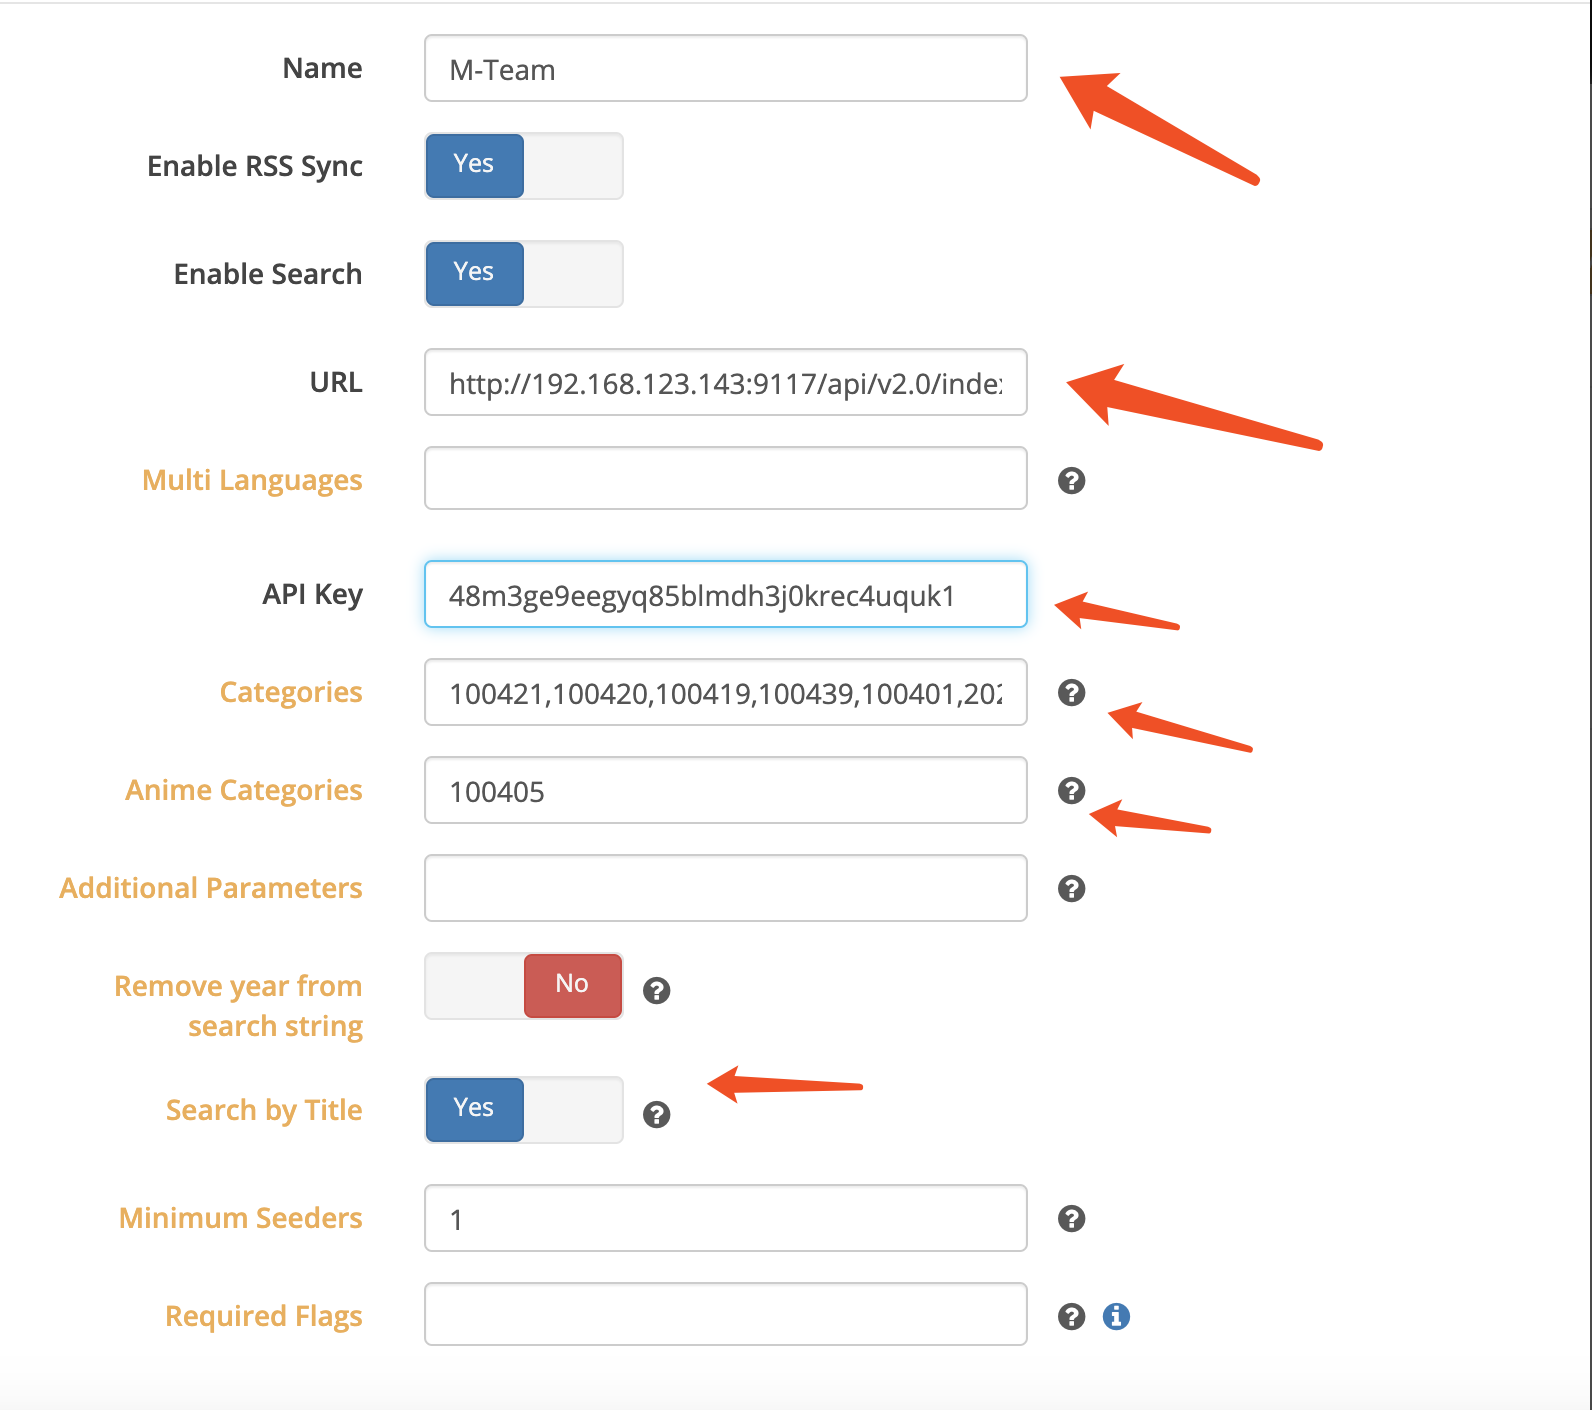 Name M-Team
Enable RSS Sync Yes
Enable Search Yes
URL http://192.168.123.143:9117/api/v2.0/index
Multi Languages
API Key 48m3ge9eegyq85blmdh3j0krec4uquk1
Categories 100421,100420,100419,100439,100401,202
Anime Categories 100405
Additional Parameters
Remove year from No
search string
Search by Title Yes
Minimum Seeders 1
Required Flags